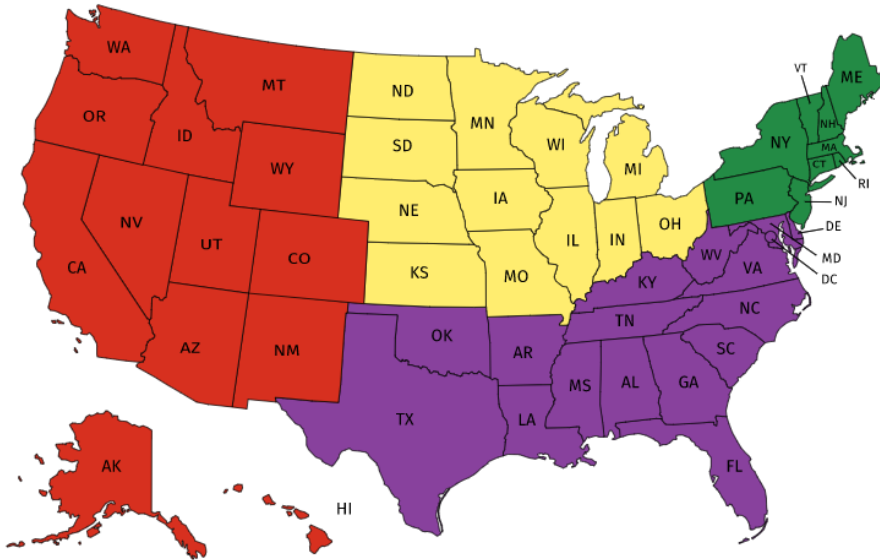 WA
MT
ND
MN
VT
ME
OR
ID
SD
WI
MI
NY
NH
MA
CT
RI
WY
NE
IA
PA
NJ
NV
UT
CO
KS
MO
IL
IN
OH
DE
MD
DC
CA
WV
VA
KY
NC
TN
AZ
NM
OK
AR
SC
MS
AL
GA
TX
LA
FL
AK
HI